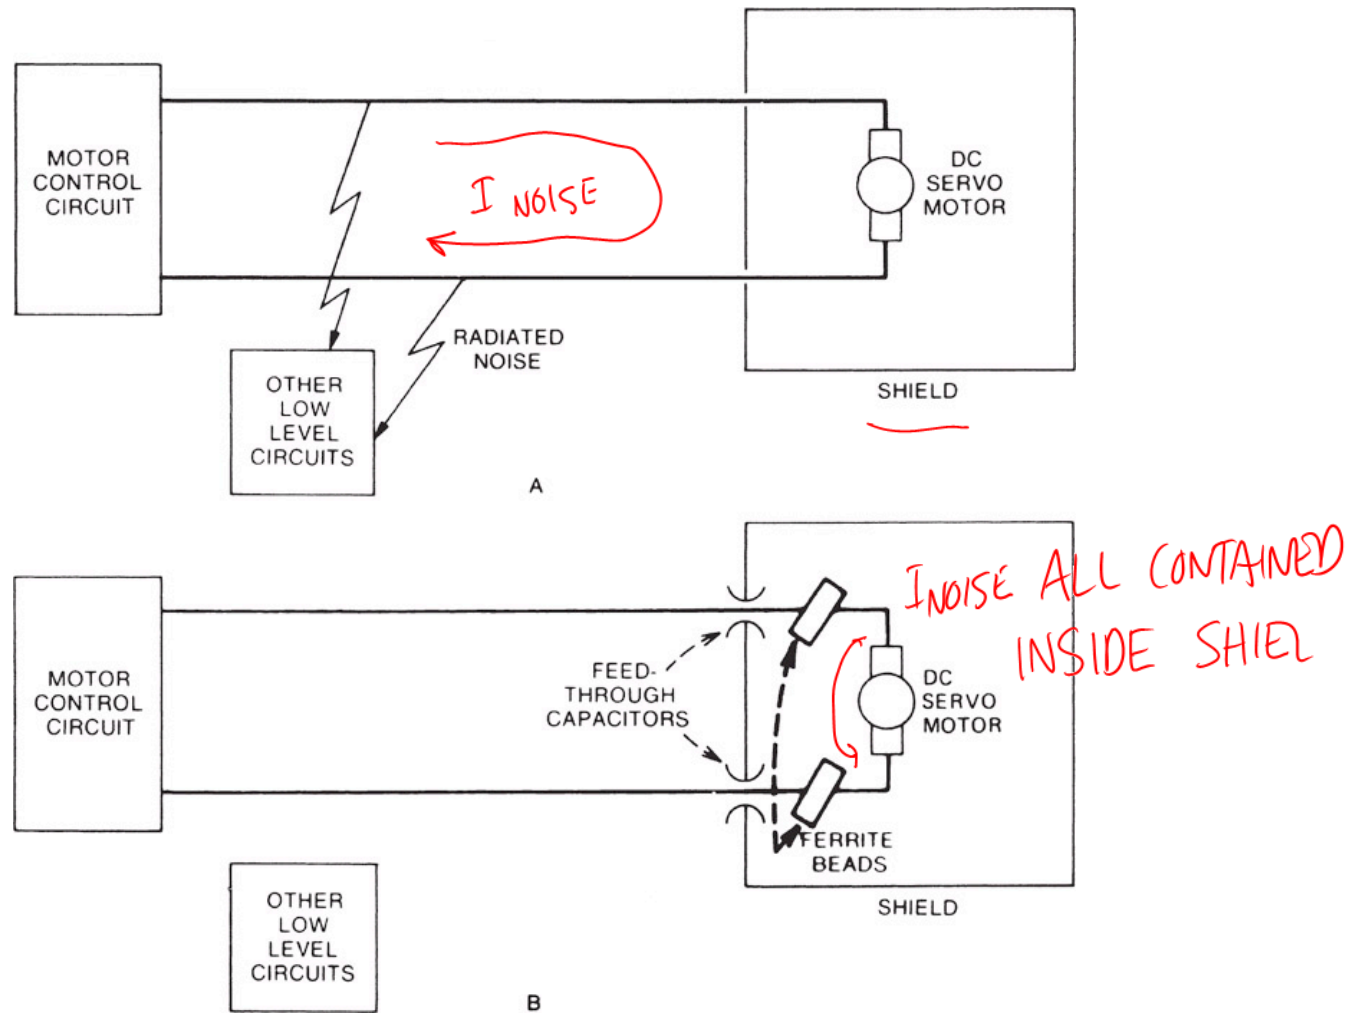 MOTOR
CONTROL
CIRCUIT
I NOISE
DC
SERVO
MOTOR
RADIATED
NOISE
OTHER
LOW
LEVEL
CIRCUITS
SHIELD
A
MOTOR
CONTROL
CIRCUIT
FEED-
THROUGH
CAPACITORS
INOISE ALL CONTAINED
INSIDE SHIEL
DC
SERVO
MOTOR
FERRITE
BEADS
OTHER
LOW
LEVEL
CIRCUITS
SHIELD
B